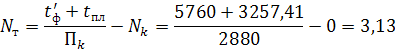 Nт = (t′ф + tпл) / Пk − Nk = (5760 + 3257,41) / 2880 − 0 = 3,13